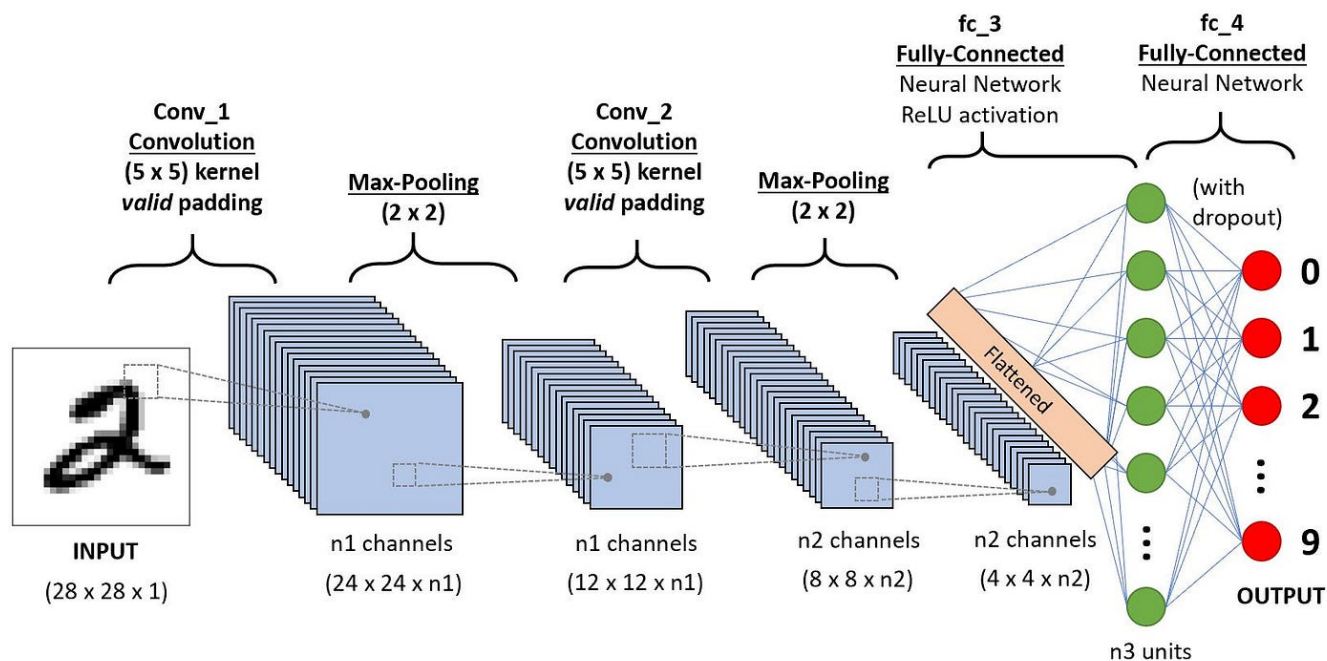 Conv_1
Convolution
(5 x 5) kernel
valid padding
Max-Pooling
(2 x 2)
Conv_2
Convolution
(5 x 5) kernel
valid padding
Max-Pooling
(2 x 2)
fc_3
Fully-Connected
Neural Network
ReLU activation
fc_4
Fully-Connected
Neural Network
(with
dropout)
Flattened
0
1
2
9
OUTPUT
2
INPUT
(28 x 28 x 1)
n1 channels
(24 x 24 x n1)
n1 channels
(12 x 12 x n1)
n2 channels
(8 x 8 x n2)
n2 channels
(4 x 4 x n2)
n3 units